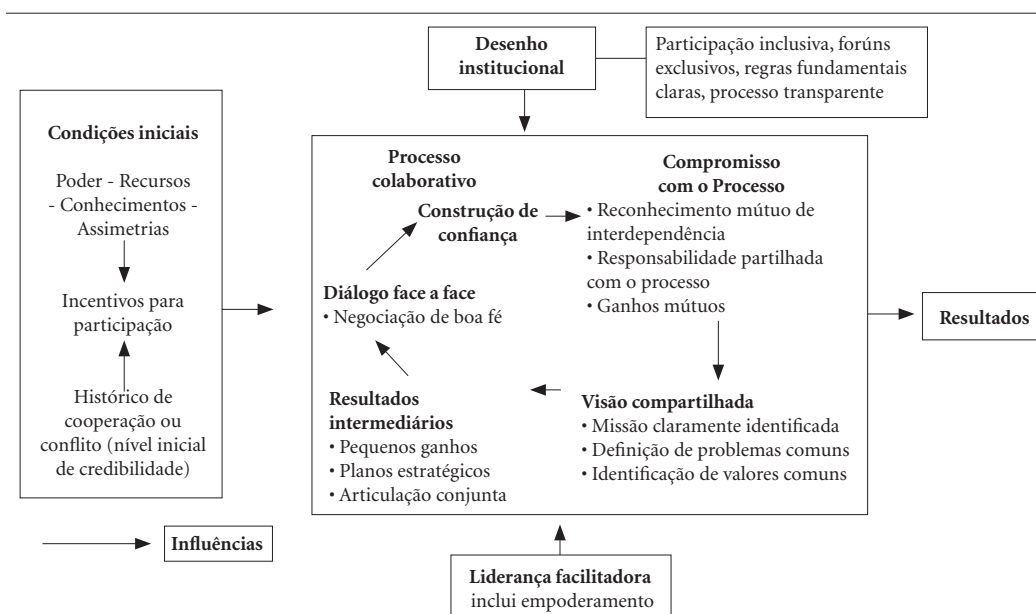 Desenho
institucional
Participação inclusiva, forúns
exclusivos, regras fundamentais
claras, processo transparente
Condições iniciais
Poder - Recursos
- Conhecimentos -
Assimetrias
Incentivos para
participação
Histórico de
cooperação ou
conflito (nível inicial
de credibilidade)
Processo
colaborativo
Construção de
confiança
Diálogo face a face
• Negociação de boa fé
Compromisso
com o Processo
• Reconhecimento mútuo de
interdependência
• Responsabilidade partilhada
com o processo
• Ganhos mútuos
Resultados
intermediários
• Pequenos ganhos
• Planos estratégicos
• Articulação conjunta
Visão compartilhada
• Missão claramente identificada
• Definição de problemas comuns
• Identificação de valores comuns
Resultados
Influências
Liderança facilitadora
inclui empoderamento